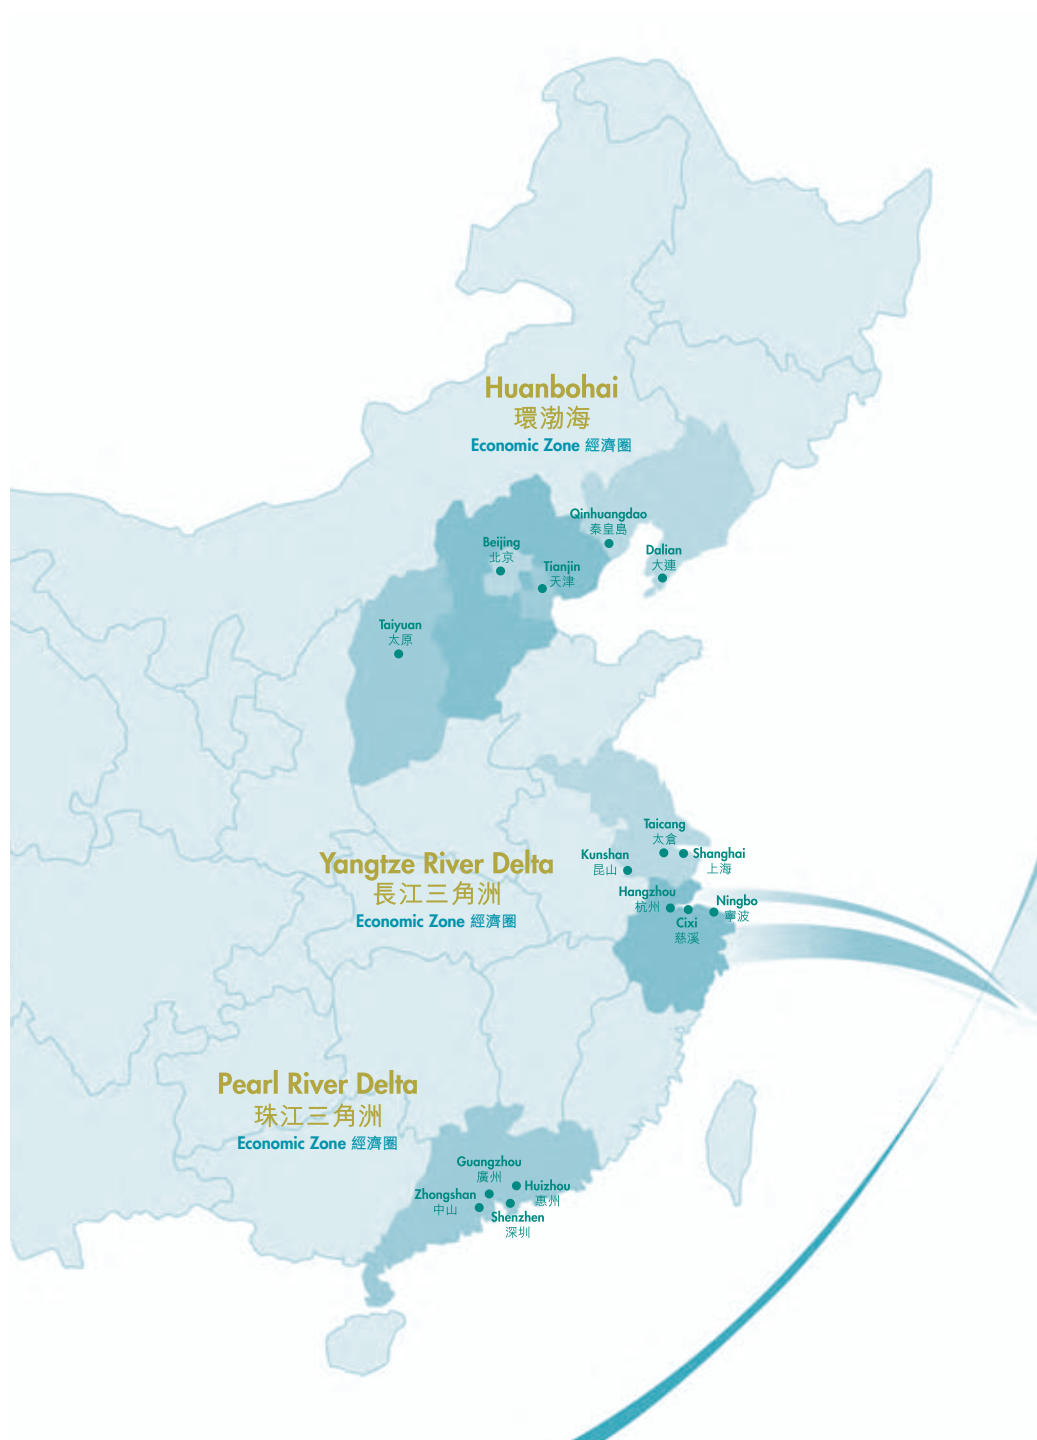 Huanbohai
環渤海
Economic Zone 經濟圈
Qinhuangdao
秦皇島
Beijing
北京
Dalian
大連
Tianjin
天津
Taiyuan
太原
Taicang
太倉
Kunshan
昆山
Shanghai
上海
Yangtze River Delta
長江三角洲
Economic Zone 經濟圈
Hangzhou
杭州
Ningbo
寧波
Cixi
慈溪
Pearl River Delta
珠江三角洲
Economic Zone 經濟圈
Guangzhou
廣州
Huizhou
惠州
Zhongshan
中山
Shenzhen
深圳